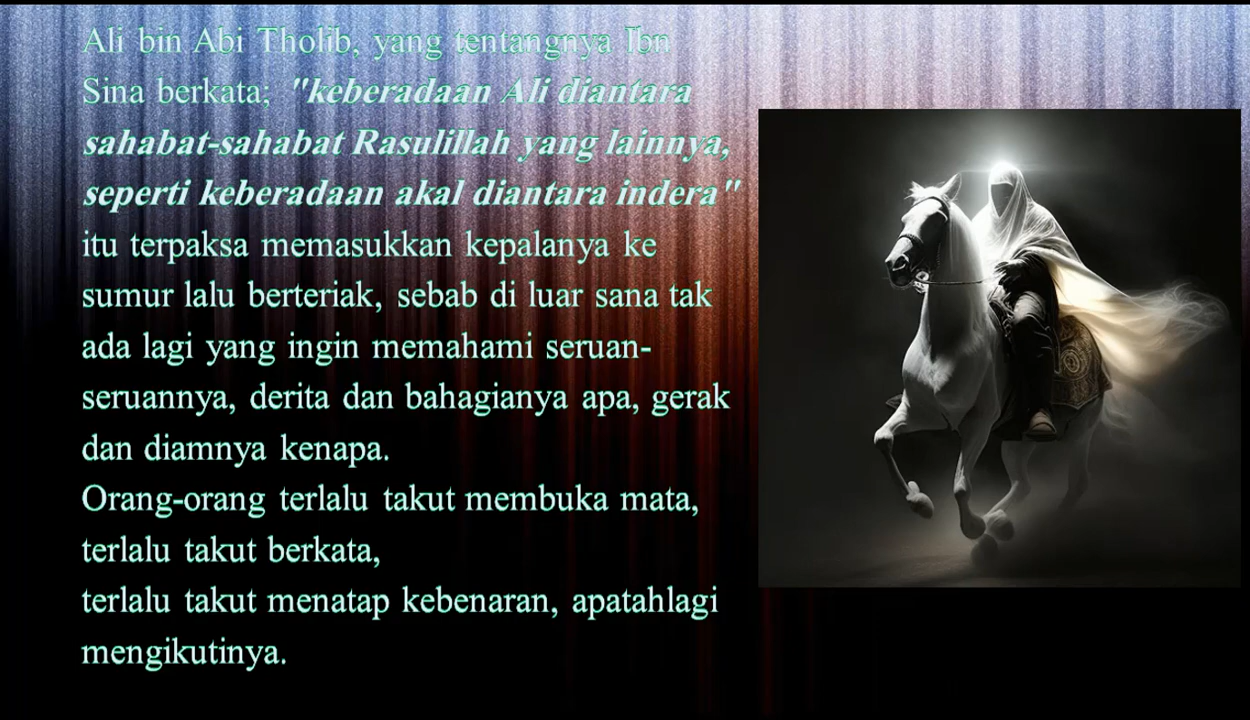 Ali bin Abi Tholib, yang tentangnya Ibn
Sina berkata; "keberadaan Ali diantara
sahabat-sahabat Rasulillah yang lainnya,
seperti keberadaan akal diantara indera"
itu terpaksa memasukkan kepalanya ke
sumur lalu berteriak, sebab di luar sana tak
ada lagi yang ingin memahami seruan-
seruannya, derita dan bahagianya apa, gerak
dan diamnya kenapa.
Orang-orang terlalu takut membuka mata,
terlalu takut berkata,
terlalu takut menatap kebenaran, apatahlagi
mengikutinya.